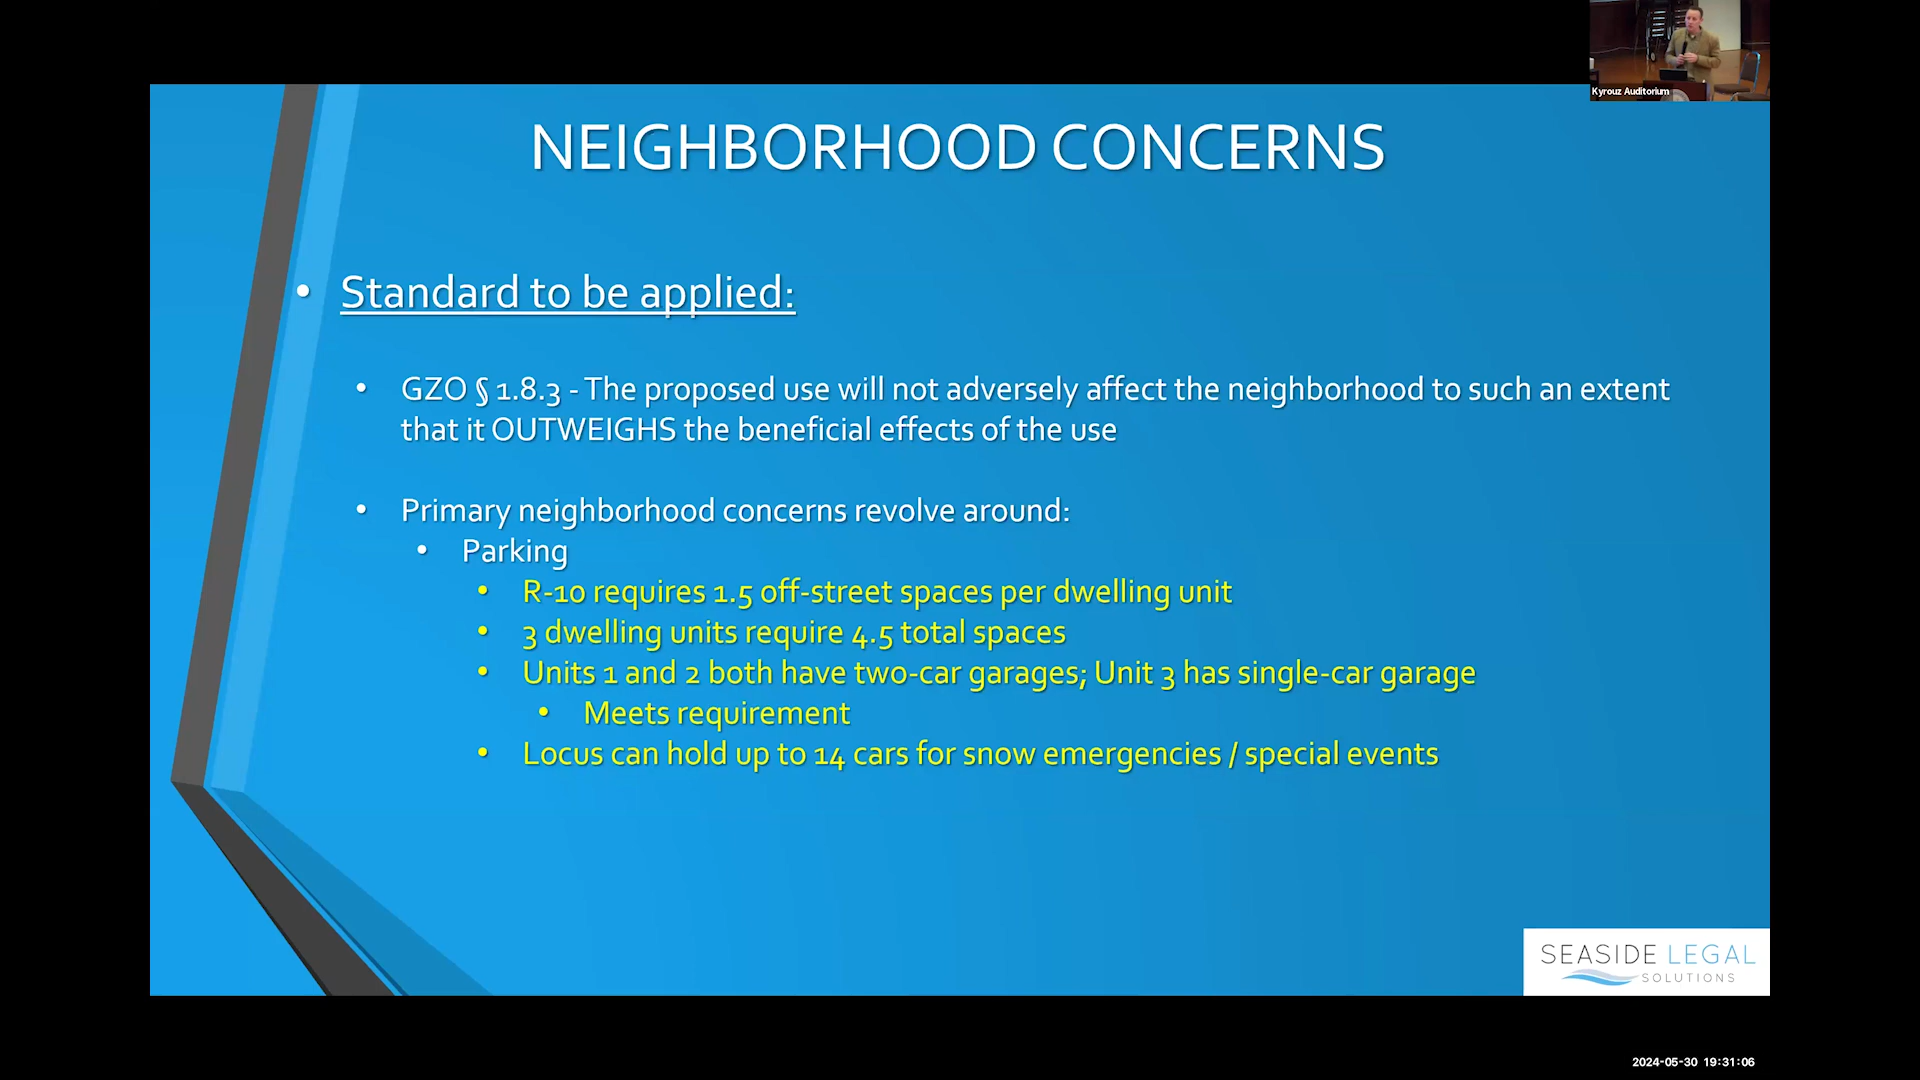 Kyrouz Auditorium
NEIGHBORHOOD CONCERNS
• Standard to be applied:
• GZO § 1.8.3 - The proposed use will not adversely affect the neighborhood to such an extent
that it OUTWEIGHS the beneficial effects of the use
• Primary neighborhood concerns revolve around:
• Parking
• R-10 requires 1.5 off-street spaces per dwelling unit
• 3 dwelling units require 4.5 total spaces
• Units 1 and 2 both have two-car garages; Unit 3 has single-car garage
• Meets requirement
• Locus can hold up to 14 cars for snow emergencies / special events
SEASIDE LEGAL
SOLUTIONS
2024-05-30 19:31:06